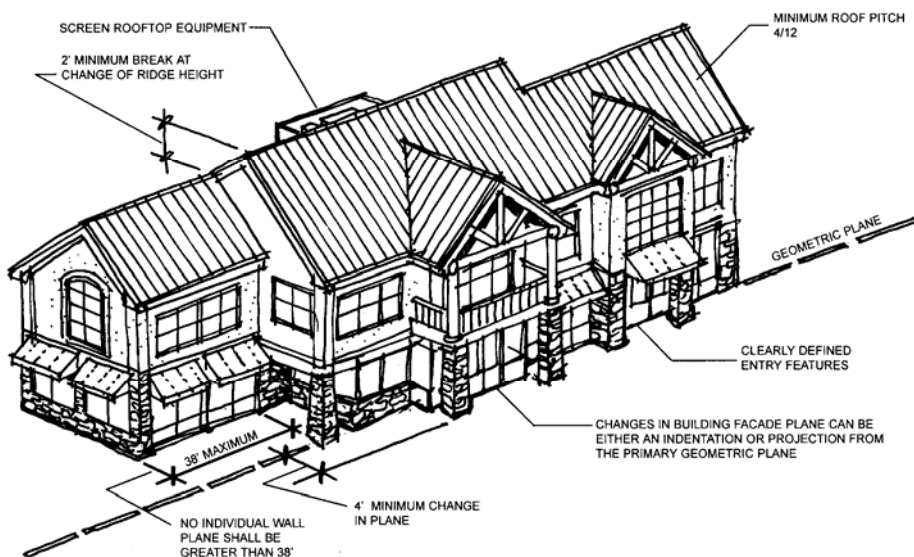 SCREEN ROOFTOP EQUIPMENT
MINIMUM ROOF PITCH
4/12
2' MINIMUM BREAK AT
CHANGE OF RIDGE HEIGHT
GEOMETRIC PLANE
CLEARLY DEFINED
ENTRY FEATURES
CHANGES IN BUILDING FACADE PLANE CAN BE
EITHER AN INDENTATION OR PROJECTION FROM
THE PRIMARY GEOMETRIC PLANE
38' MAXIMUM
4' MINIMUM CHANGE
IN PLANE
NO INDIVIDUAL WALL
PLANE SHALL BE
GREATER THAN 38'